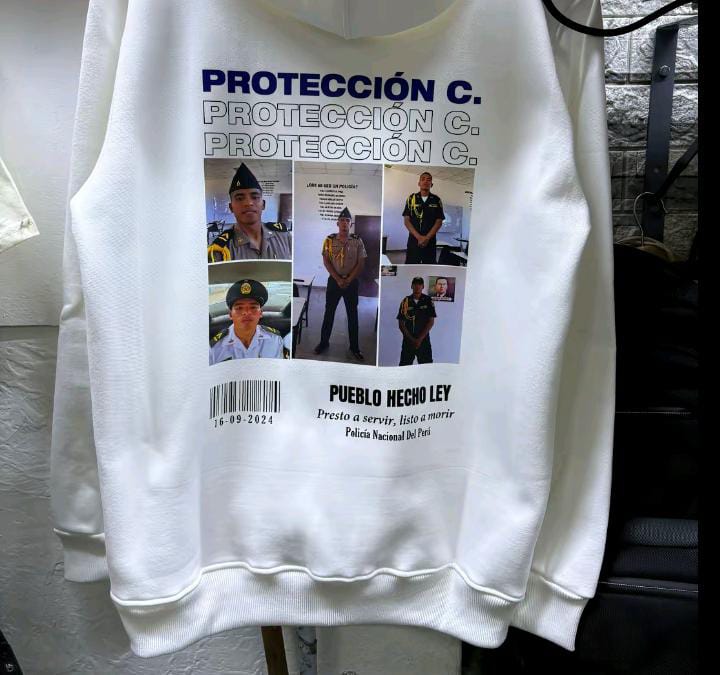 PROTECCIÓN C.
PROTECCIÓN C.
PROTECCIÓN C.
16-09-2024
PUEBLO HECHO LEY
Presto a servir, listo a morir
Policía Nacional Del Perú